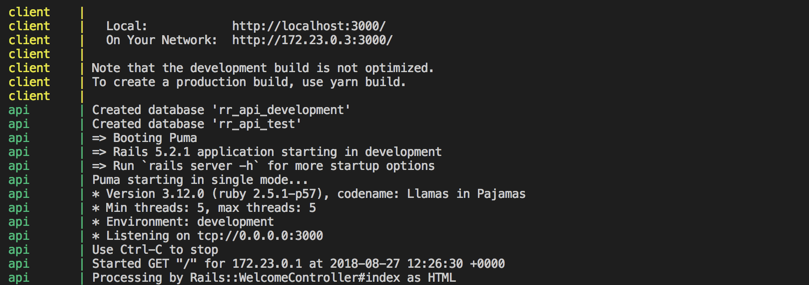 client |
client | Local: http://localhost:3000/
client | On Your Network: http://172.23.0.3:3000/
client |
client | Note that the development build is not optimized.
client | To create a production build, use yarn build.
client |
api | Created database 'rr_api_development'
api | Created database 'rr_api_test'
api | => Booting Puma
api | => Rails 5.2.1 application starting in development
api | => Run `rails server -h` for more startup options
api | Puma starting in single mode...
api | * Version 3.12.0 (ruby 2.5.1-p57), codename: Llamas in Pajamas
api | * Min threads: 5, max threads: 5
api | * Environment: development
api | * Listening on tcp://0.0.0.0:3000
api | Use Ctrl-C to stop
api | Started GET "/" for 172.23.0.1 at 2018-08-27 12:26:30 +0000
api | Processing by Rails::WelcomeController#index as HTML